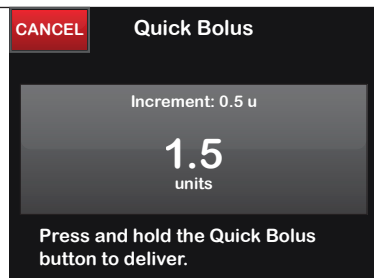 CANCEL Quick Bolus
Increment: 0.5 u
1.5
units
Press and hold the Quick Bolus
button to deliver.